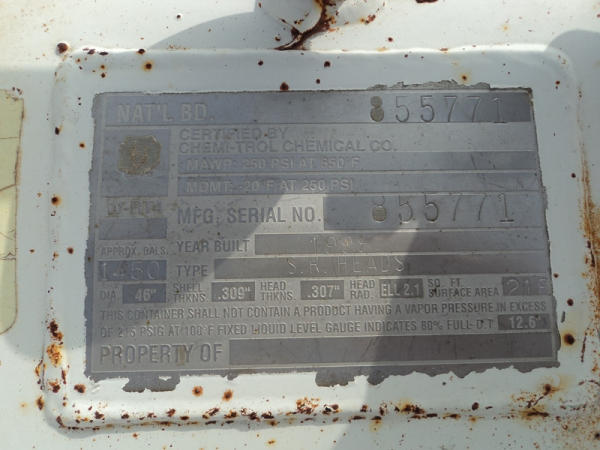 NAT'L BD. 855771
CERTIFIED BY
CHEMI-TROL CHEMICAL CO.
MAWP: 250 PSI AT 650°F
MDMT: -20°F AT 250 PSI
MFG. SERIAL NO. 855771
APPROX. GALS. YEAR BUILT
1450 TYPE S.R. HEADS
DIA 46" SHELL THKNS. .309" HEAD THKNS. .307" HEAD RAD. ELL 2.1 SQ. FT. SURFACE AREA
THIS CONTAINER SHALL NOT CONTAIN A PRODUCT HAVING A VAPOR PRESSURE IN EXCESS
OF 215 PSIG AT 100°F FIXED LIQUID LEVEL GAUGE INDICATES 80% FULL-D.T. 12.6"
PROPERTY OF